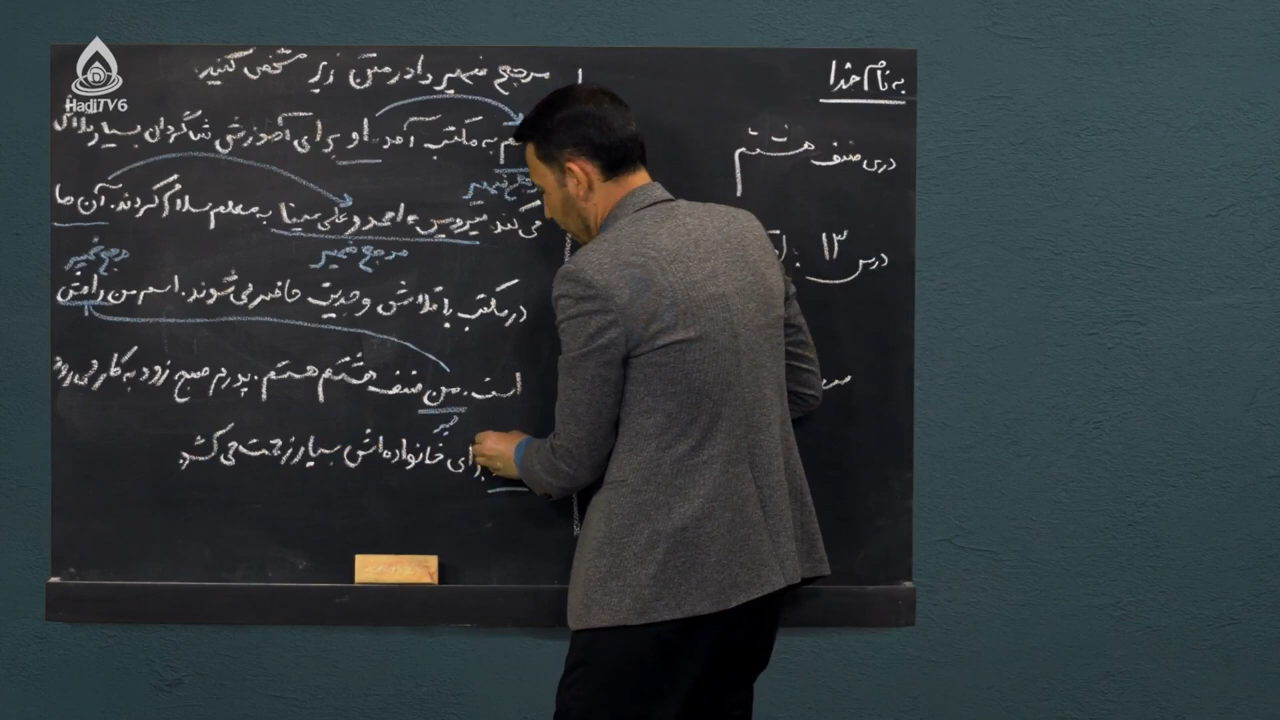 به نام خدا
درس صنف هشتم
درس ۱۳ :
مرجع ضمیر را در متن زیر مشخص کنید.
به مکتب آمد. او برای آموزش شاگردان بسیار تلاش
مرجع ضمیر
می‌کند. میرویس، احمد و علی سینا به معلم سلام کردند. آن ها
مرجع ضمیر
مرجع ضمیر
در مکتب با تلاش و جدیت حاضر می‌شوند. اسم من رامین
است. من صنف هشتم هستم. پدرم صبح زود به کار می‌رود
ضمیر
برای خانواده‌اش بسیار زحمت می‌کشد
HadiTV6